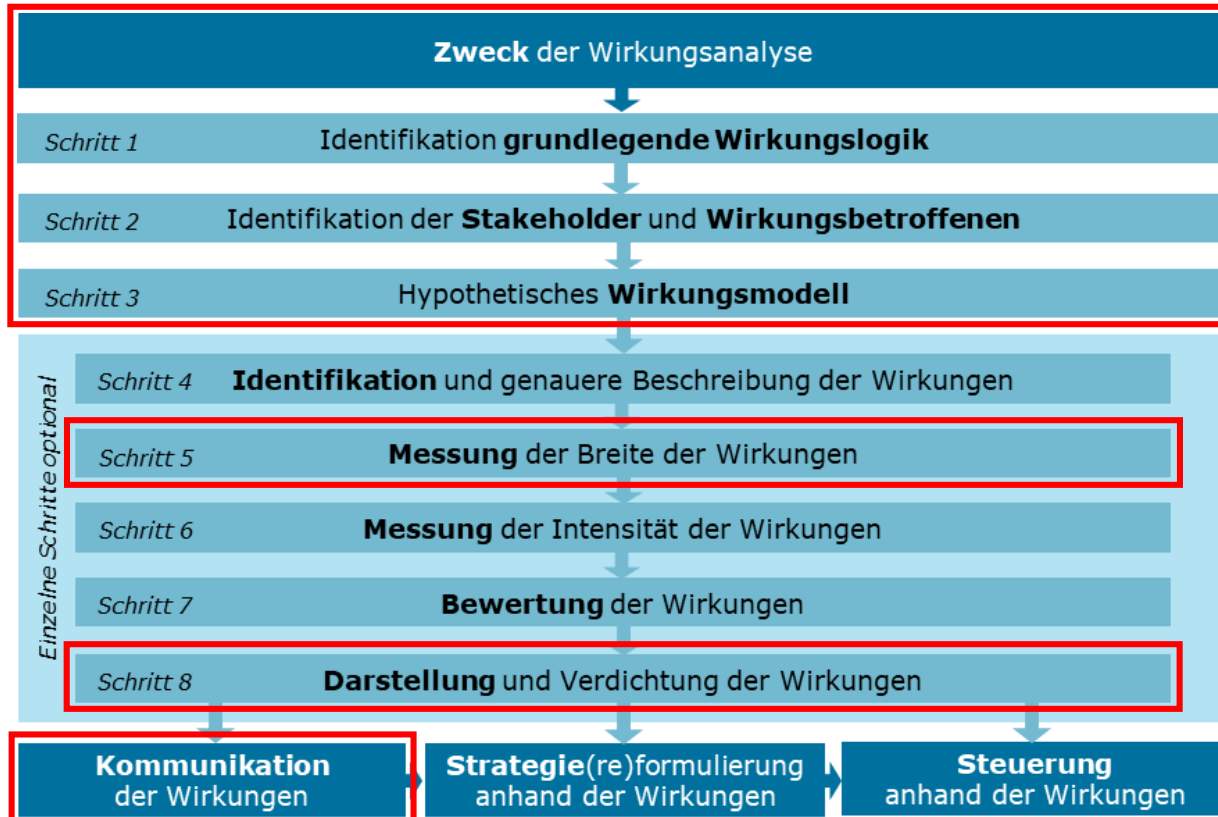 Zweck der Wirkungsanalyse
Schritt 1
Identifikation grundlegende Wirkungslogik
Schritt 2
Identifikation der Stakeholder und Wirkungsbetroffenen
Schritt 3
Hypothetisches Wirkungsmodell
Einzelne Schritte optional
Schritt 4
Identifikation und genauere Beschreibung der Wirkungen
Schritt 5
Messung der Breite der Wirkungen
Schritt 6
Messung der Intensität der Wirkungen
Schritt 7
Bewertung der Wirkungen
Schritt 8
Darstellung und Verdichtung der Wirkungen
Kommunikation
der Wirkungen
Strategie(re)formulierung
anhand der Wirkungen
Steuerung
anhand der Wirkungen